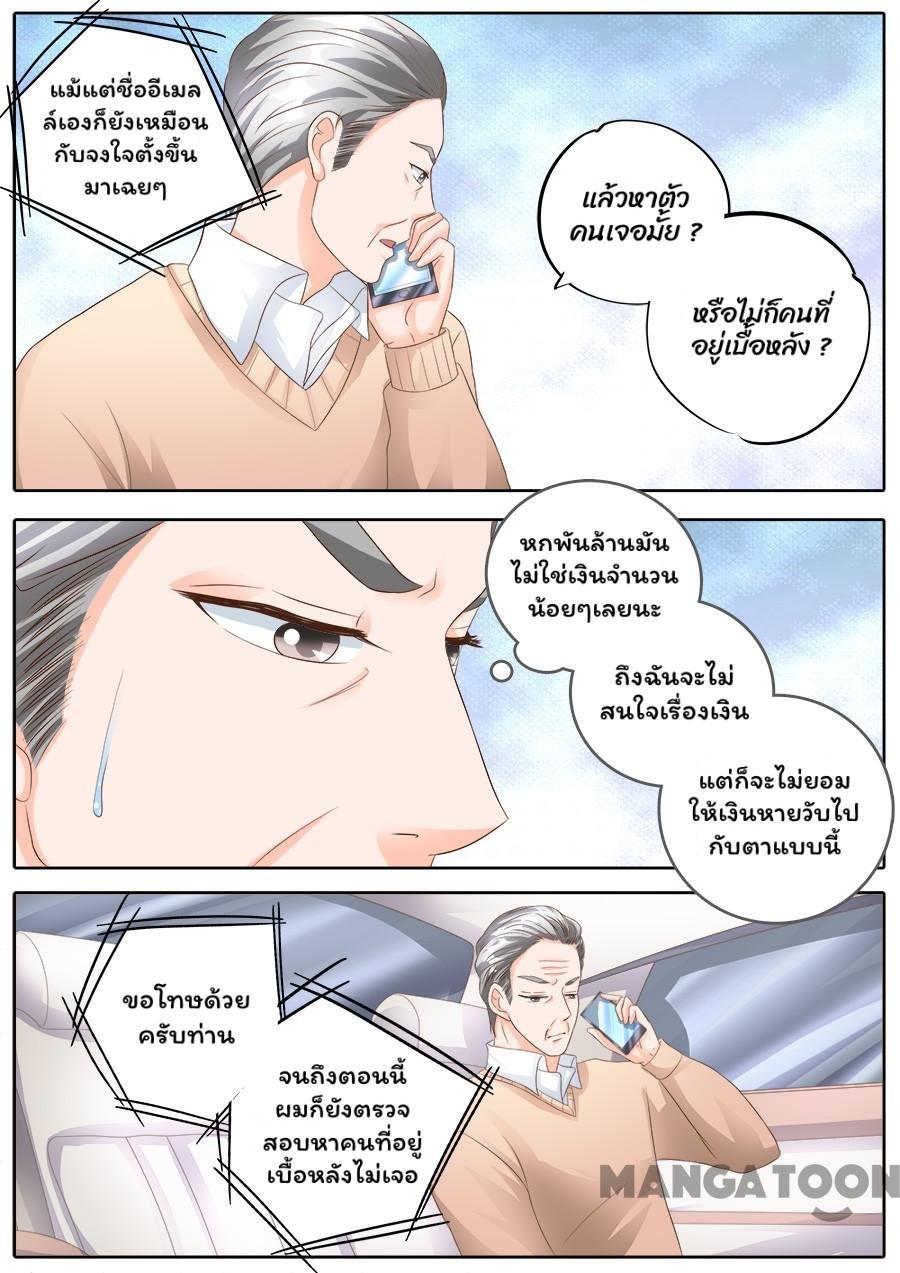 แม้แต่ชื่ออีเมล
ล์เองก็ยังเหมือน
กับจงใจตั้งขึ้น
มาเฉยๆ
แล้วหาตัว
คนเจอมั้ย ?
หรือไม่ก็คนที่
อยู่เบื้อหลัง ?
หกพันล้านมัน
ไม่ใช่เงินจำนวน
น้อยๆเลยนะ
ถึงฉันจะไม่
สนใจเรื่องเงิน
แต่ก็จะไม่ยอม
ให้เงินหายวับไป
กับตาแบบนี้
ขอโทษด้วย
ครับท่าน
จนถึงตอนนี้
ผมก็ยังตรวจ
สอบหาคนที่อยู่
เบื้อหลังไม่เจอ
MANGATOON